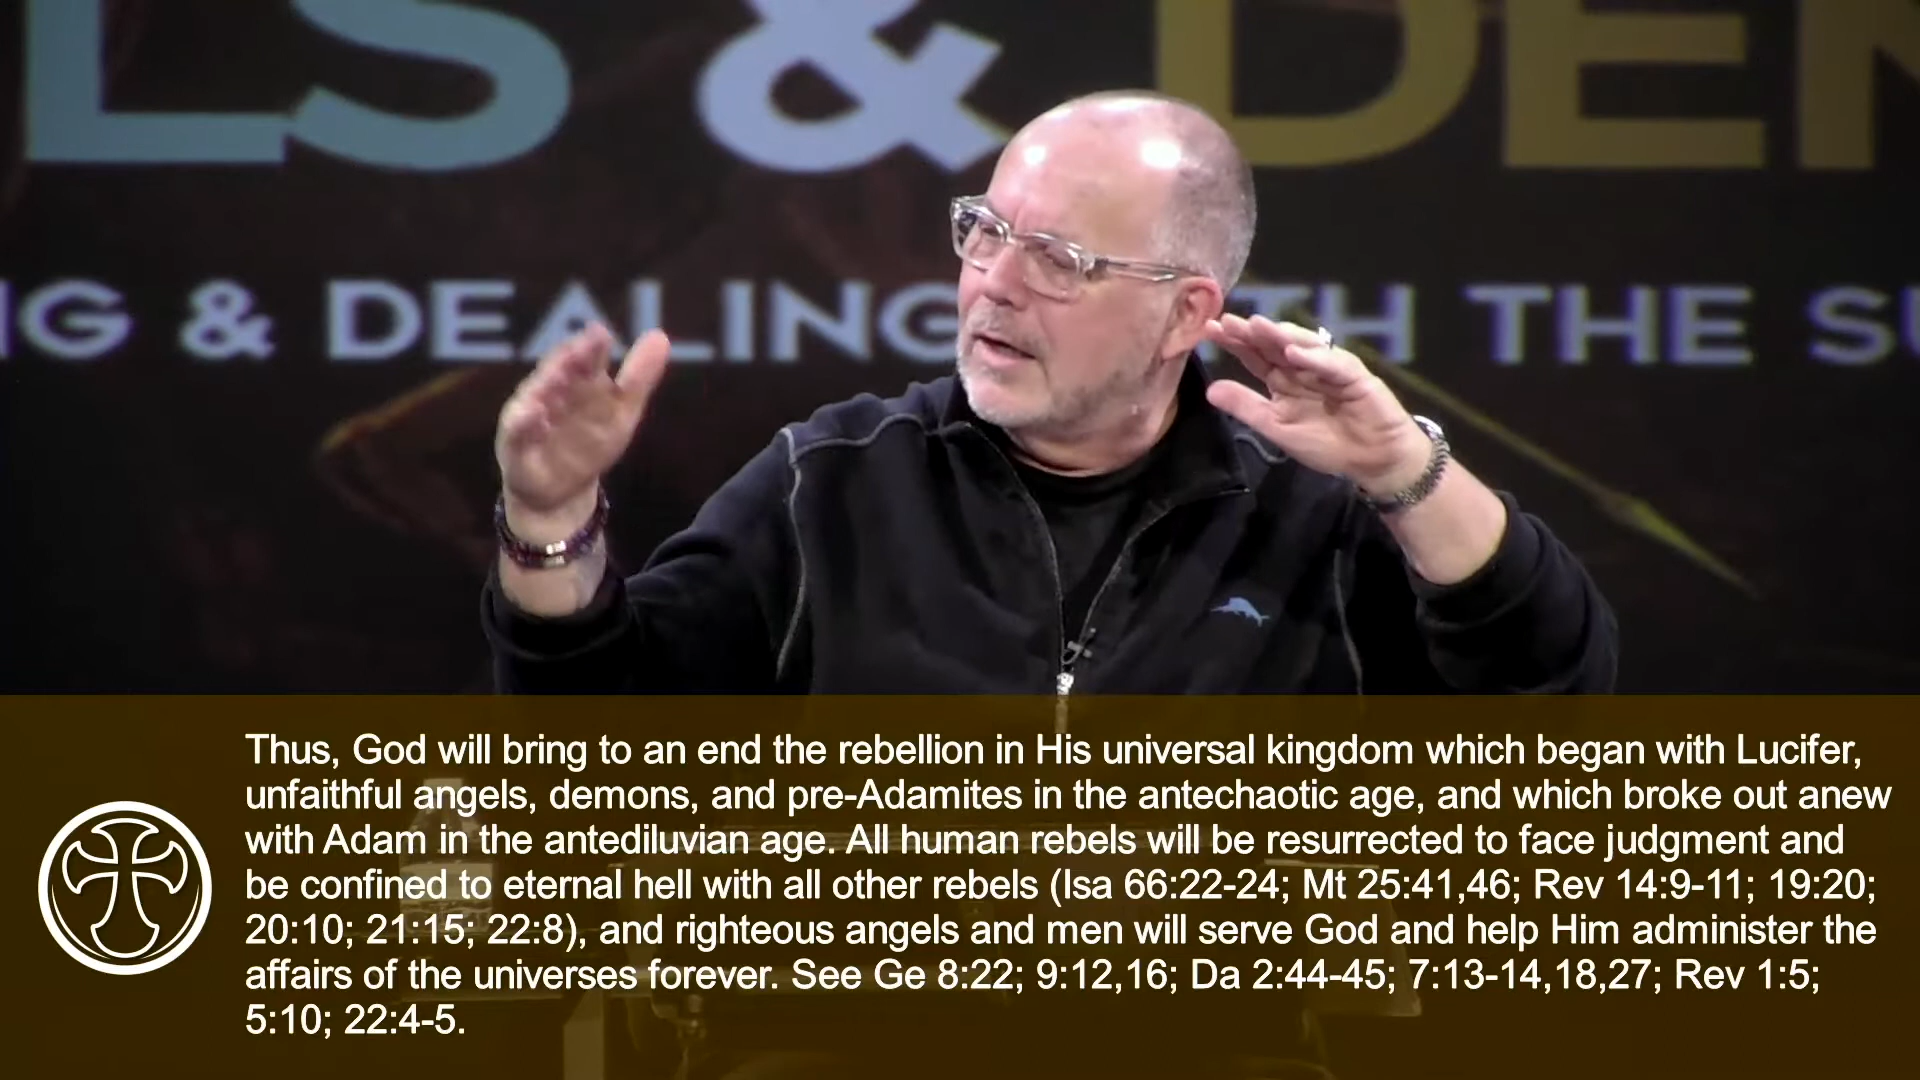 LS & DEM
NG & DEALING WITH THE SU
Thus, God will bring to an end the rebellion in His universal kingdom which began with Lucifer,
unfaithful angels, demons, and pre-Adamites in the antechaotic age, and which broke out anew
with Adam in the antediluvian age. All human rebels will be resurrected to face judgment and
be confined to eternal hell with all other rebels (Isa 66:22-24; Mt 25:41,46; Rev 14:9-11; 19:20;
20:10; 21:15; 22:8), and righteous angels and men will serve God and help Him administer the
affairs of the universes forever. See Ge 8:22; 9:12,16; Da 2:44-45; 7:13-14,18,27; Rev 1:5;
5:10; 22:4-5.